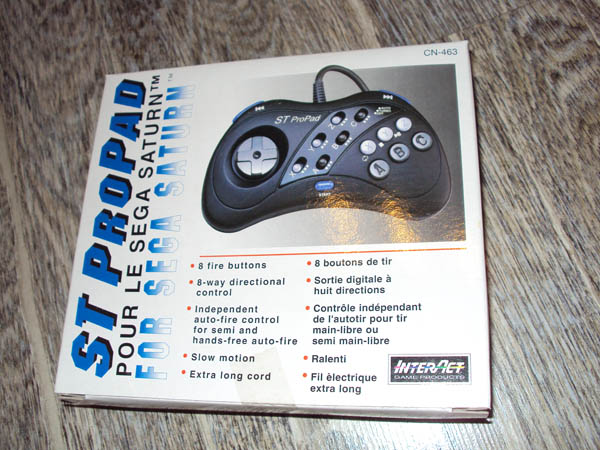 CN-463
ST PROPAD
POUR LE SEGA SATURN™
FOR SEGA SATURN™
ST ProPad
START
A B C
• 8 fire buttons
• 8-way directional
control
• Independent
auto-fire control
for semi and
hands-free auto-fire
• Slow motion
• Extra long cord
• 8 boutons de tir
• Sortie digitale à
huit directions
• Contrôle indépendant
de l'autotir pour tir
main-libre ou
semi main-libre
• Ralenti
• Fil èlectrique
extra long
INTERACT
GAME PRODUCTS